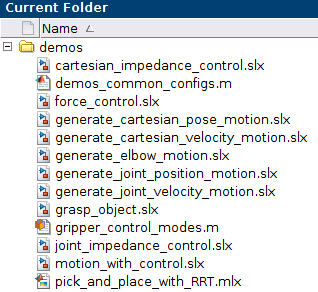 Current Folder
Name
demos
cartesian_impedance_control.slx
demos_common_configs.m
force_control.slx
generate_cartesian_pose_motion.slx
generate_cartesian_velocity_motion.slx
generate_elbow_motion.slx
generate_joint_position_motion.slx
generate_joint_velocity_motion.slx
grasp_object.slx
gripper_control_modes.m
joint_impedance_control.slx
motion_with_control.slx
pick_and_place_with_RRT.mlx